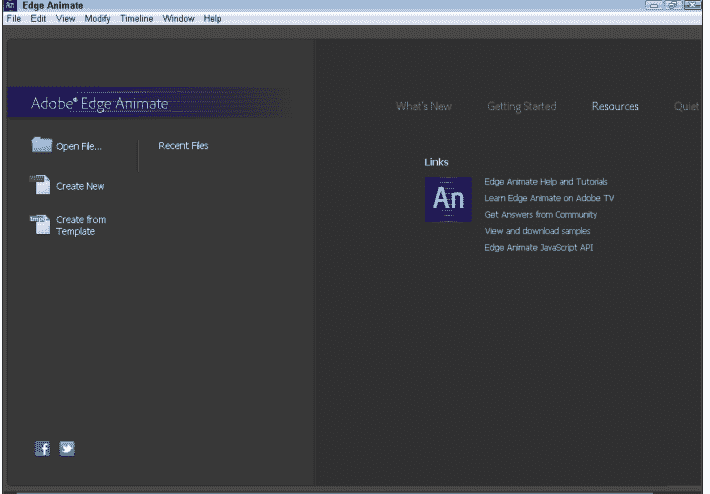 An Edge Animate
File Edit View Modify Timeline Window Help
Adobe® Edge Animate
What's New Getting Started Resources Quiet
Open File... Recent Files
Create New
Create from
Template
Links
An
Edge Animate Help and Tutorials
Learn Edge Animate on Adobe TV
Get Answers from Community
View and download samples
Edge Animate JavaScript API
f